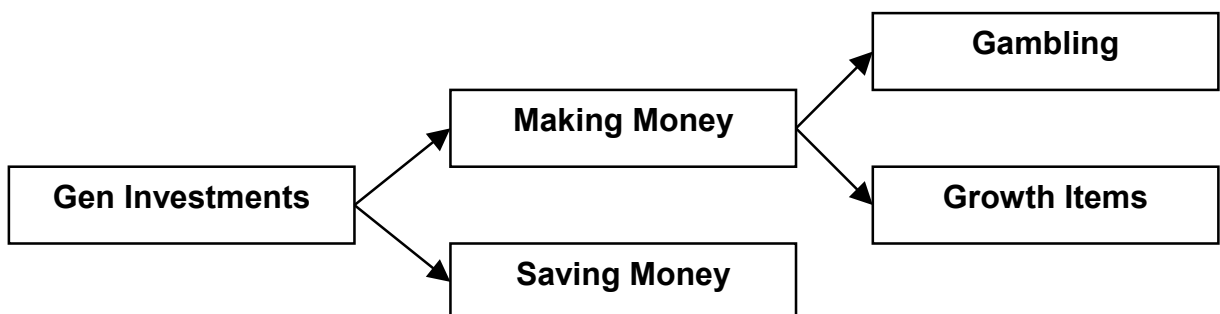 Gambling
Making Money
Gen Investments
Growth Items
Saving Money